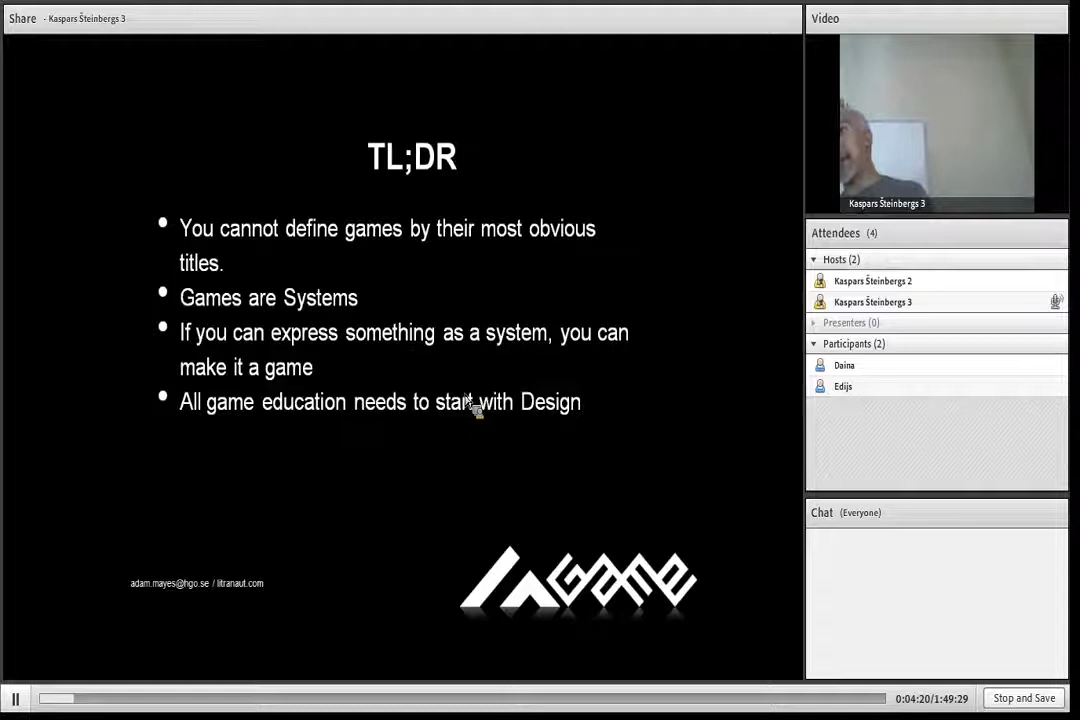 Share - Kaspars Šteinbergs 3
TL;DR
• You cannot define games by their most obvious
titles.
• Games are Systems
• If you can express something as a system, you can
make it a game
• All game education needs to start with Design
adam.mayes@hgo.se / litranaut.com
GAME
Video
Kaspars Šteinbergs 3
Attendees (4)
Hosts (2)
Kaspars Šteinbergs 2
Kaspars Šteinbergs 3
Presenters (0)
Participants (2)
Daina
Edijs
Chat (Everyone)
0:04:20/1:49:29
Stop and Save